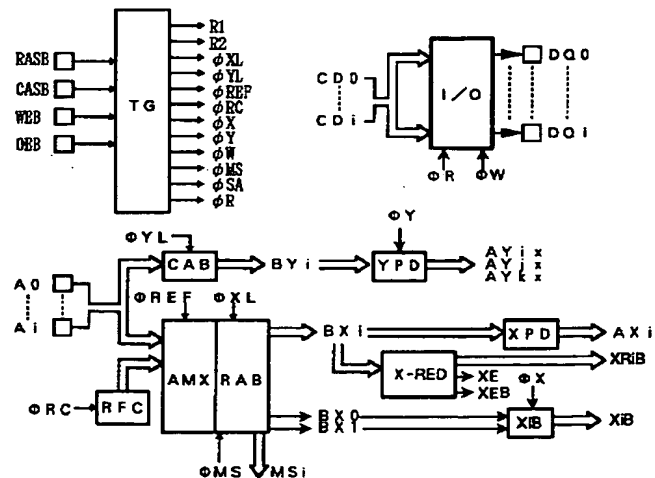 RASB
CASB
WEB
OEB
TG
R1
R2
φXL
φYL
φREF
φRC
φX
φY
φW
φMS
φSA
φR
CD0
CDi
I/O
DQ0
DQi
ΦR
ΦW
ΦYL
CAB
BYi
ΦY
YPD
AYix
AYjx
AYkx
A0
Ai
ΦREF
ΦXL
AMX
RAB
BXi
XPD
AXi
X-RED
XRiB
XE
XEB
ΦX
ΦRC
RFC
BX0
BX1
XIB
XiB
ΦMS
MSi